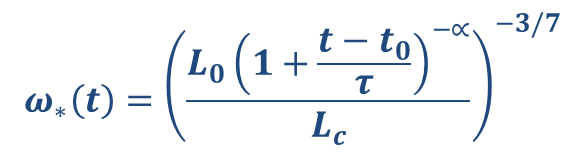 ω∗(t) = (L₀(1 + (t − t₀)/τ)^−∝ / L_c)^−3/7